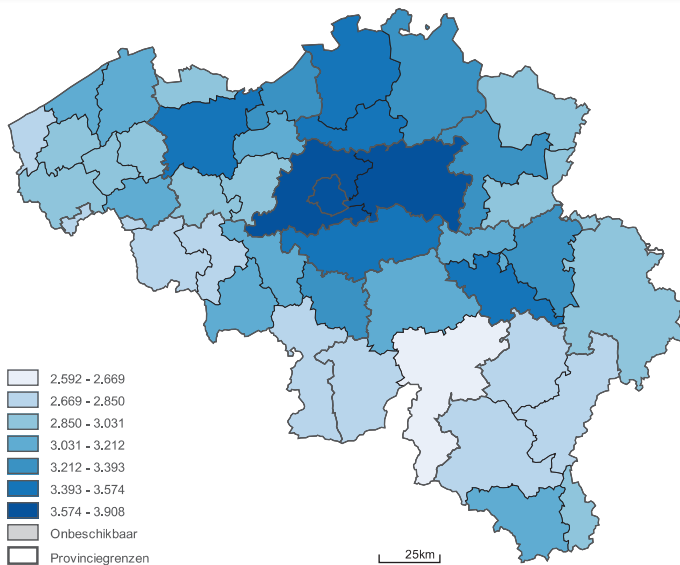 2.592 - 2.669
2.669 - 2.850
2.850 - 3.031
3.031 - 3.212
3.212 - 3.393
3.393 - 3.574
3.574 - 3.908
Onbeschikbaar
Provinciegrenzen
25km